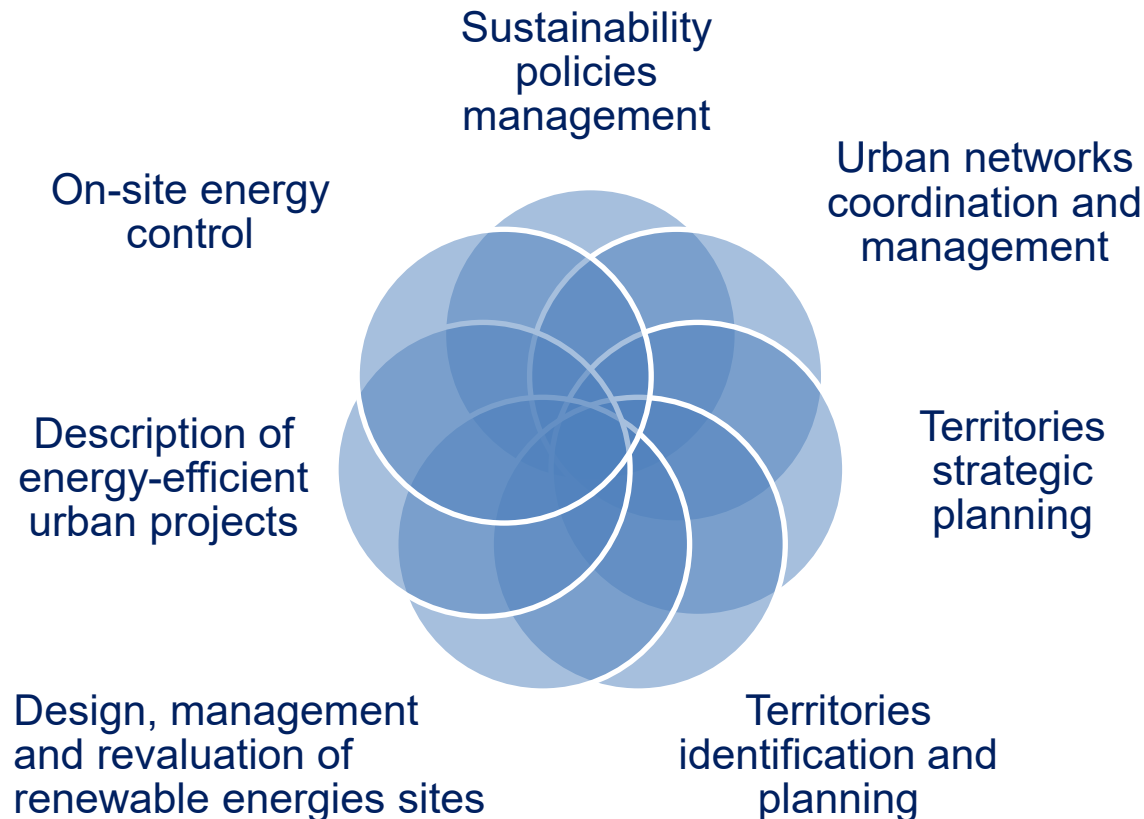 Sustainability
policies
management
Urban networks
coordination and
management
On-site energy
control
Territories
strategic
planning
Description of
energy-efficient
urban projects
Territories
identification and
planning
Design, management
and revaluation of
renewable energies sites